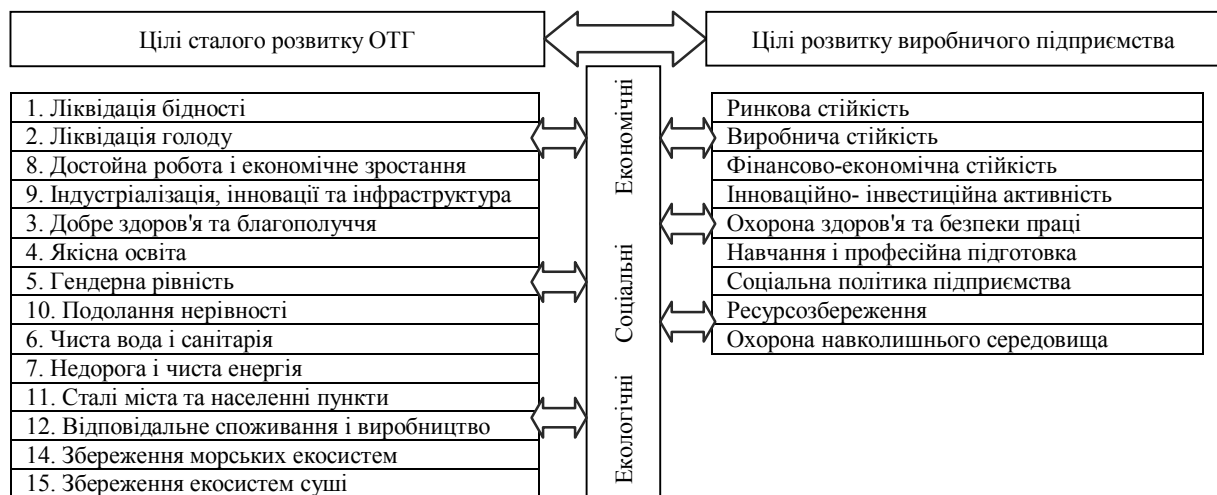 Цілі сталого розвитку ОТГ
Цілі розвитку виробничого підприємства
1. Ліквідація бідності
2. Ліквідація голоду
8. Достойна робота і економічне зростання
9. Індустріалізація, інновації та інфраструктура
3. Добре здоров'я та благополуччя
4. Якісна освіта
5. Гендерна рівність
10. Подолання нерівності
6. Чиста вода і санітарія
7. Недорога і чиста енергія
11. Сталі міста та населенні пункти
12. Відповідальне споживання і виробництво
14. Збереження морських екосистем
15. Збереження екосистем суші
Економічні
Соціальні
Екологічні
Ринкова стійкість
Виробнича стійкість
Фінансово-економічна стійкість
Інноваційно- інвестиційна активність
Охорона здоров'я та безпеки праці
Навчання і професійна підготовка
Соціальна політика підприємства
Ресурсозбереження
Охорона навколишнього середовища